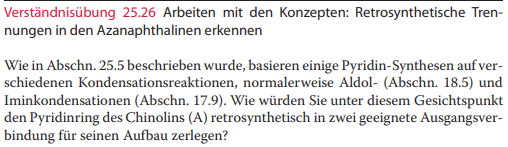 Verständnisübung 25.26 Arbeiten mit den Konzepten: Retrosynthetische Tren-
nungen in den Azanaphthalinen erkennen
Wie in Abschn. 25.5 beschrieben wurde, basieren einige Pyridin-Synthesen auf ver-
schiedenen Kondensationsreaktionen, normalerweise Aldol- (Abschn. 18.5) und
Iminkondensationen (Abschn. 17.9). Wie würden Sie unter diesem Gesichtspunkt
den Pyridinring des Chinolins (A) retrosynthetisch in zwei geeignete Ausgangsver-
bindung für seinen Aufbau zerlegen?